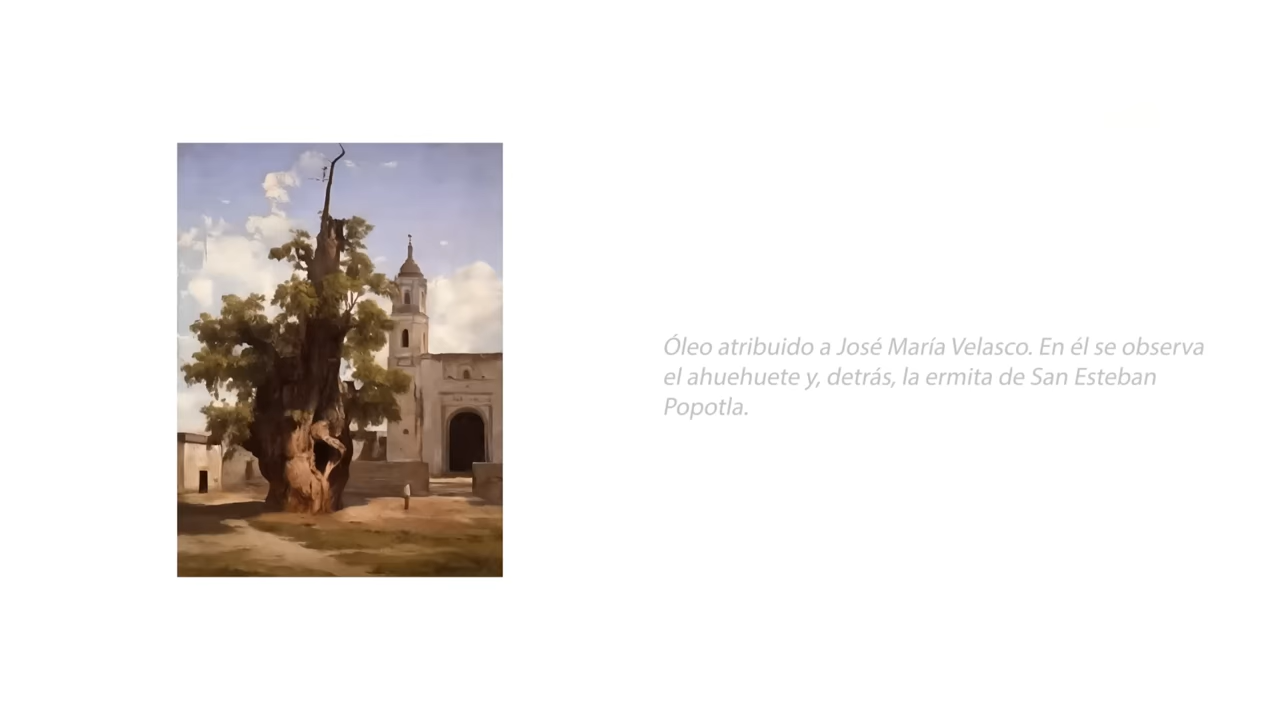 Óleo atribuido a José María Velasco. En él se observa
el ahuehuete y, detrás, la ermita de San Esteban
Popotla.